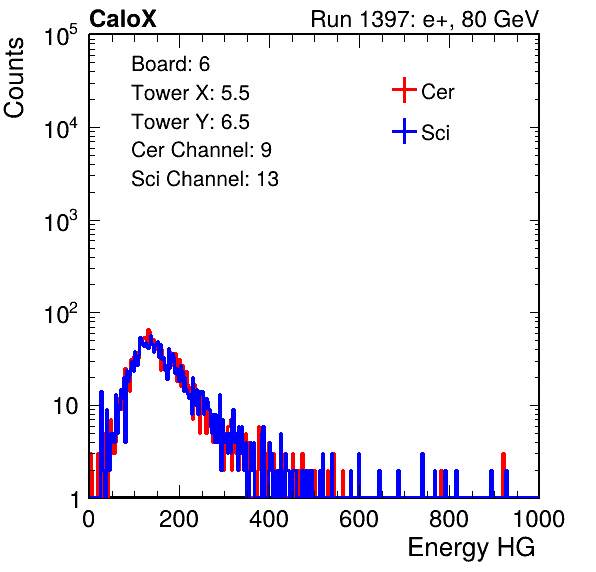 CaloX Run 1397: e+, 80 GeV
Counts
Board: 6
Tower X: 5.5
Tower Y: 6.5
Cer Channel: 9
Sci Channel: 13
Cer
Sci
10^5
10^4
10^3
10^2
10
1
0 200 400 600 800 1000
Energy HG